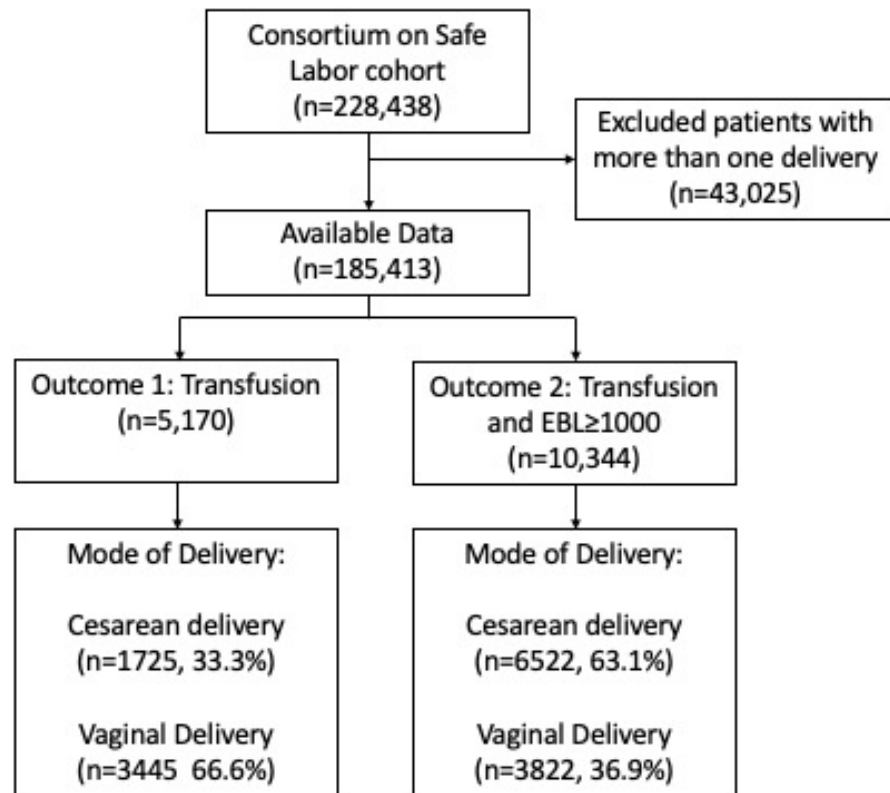 Consortium on Safe
Labor cohort
(n=228,438)
Excluded patients with
more than one delivery
(n=43,025)
Available Data
(n=185,413)
Outcome 1: Transfusion
(n=5,170)
Outcome 2: Transfusion
and EBL≥1000
(n=10,344)
Mode of Delivery:
Cesarean delivery
(n=1725, 33.3%)
Vaginal Delivery
(n=3445  66.6%)
Mode of Delivery:
Cesarean delivery
(n=6522, 63.1%)
Vaginal Delivery
(n=3822, 36.9%)